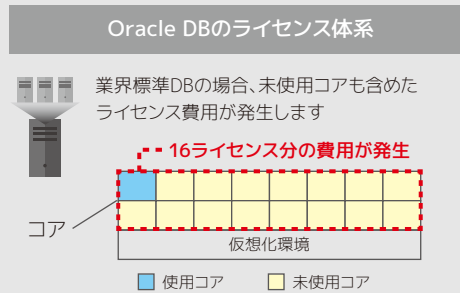 Oracle DBのライセンス体系
業界標準DBの場合、未使用コアも含めた
ライセンス費用が発生します
16ライセンス分の費用が発生
コア
仮想化環境
使用コア
未使用コア